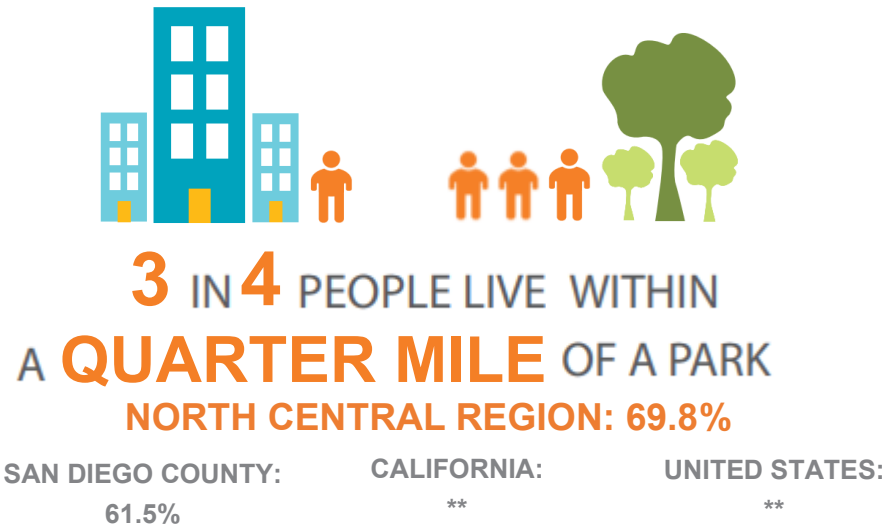 3 IN 4 PEOPLE LIVE WITHIN
A QUARTER MILE OF A PARK
NORTH CENTRAL REGION: 69.8%
SAN DIEGO COUNTY:
61.5%
CALIFORNIA:
**
UNITED STATES:
**